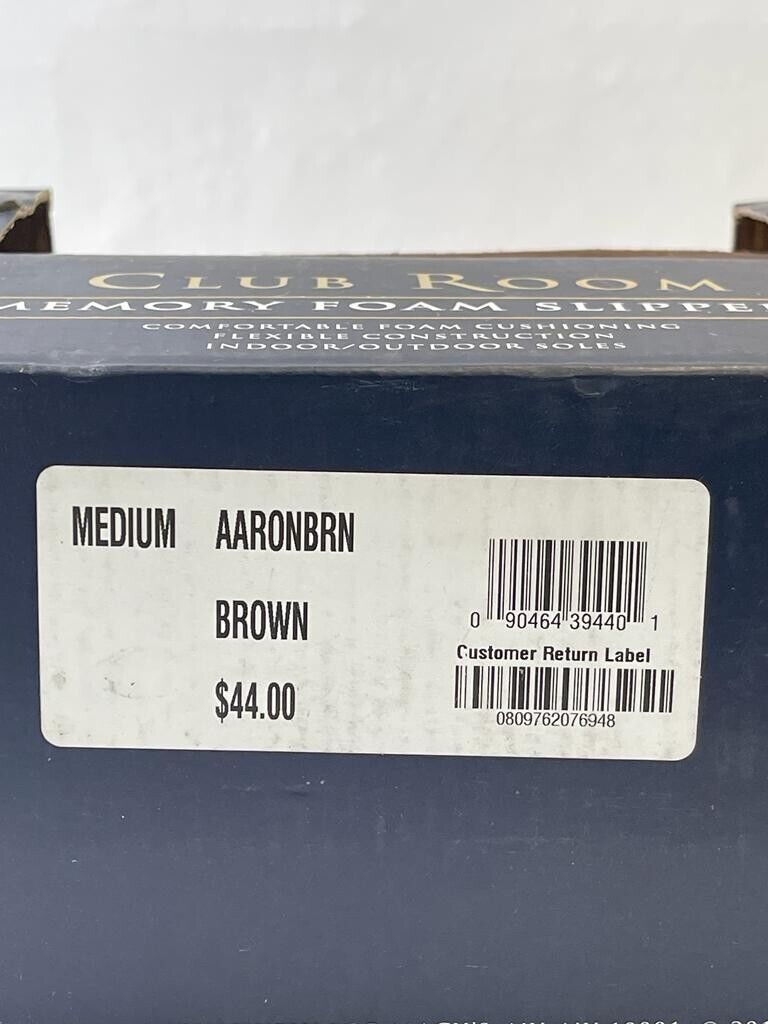 CLUB ROOM
MEMORY FOAM SLIPPE
COMFORTABLE FOAM CUSHIONING
FLEXIBLE CONSTRUCTION
INDOOR/OUTDOOR SOLES
MEDIUM AARONBRN
BROWN
$44.00
0 90464 39440 1
Customer Return Label
0809762076948